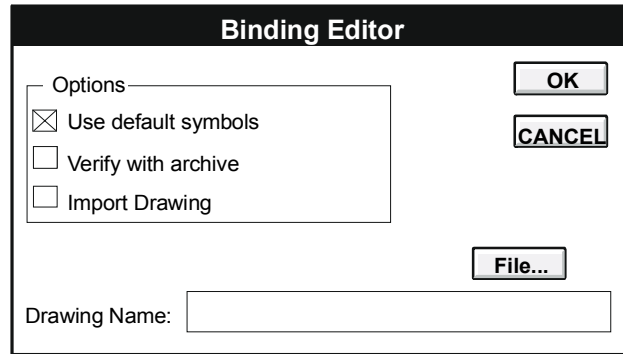 Binding Editor
Options
OK
Use default symbols
CANCEL
Verify with archive
Import Drawing
File...
Drawing Name: